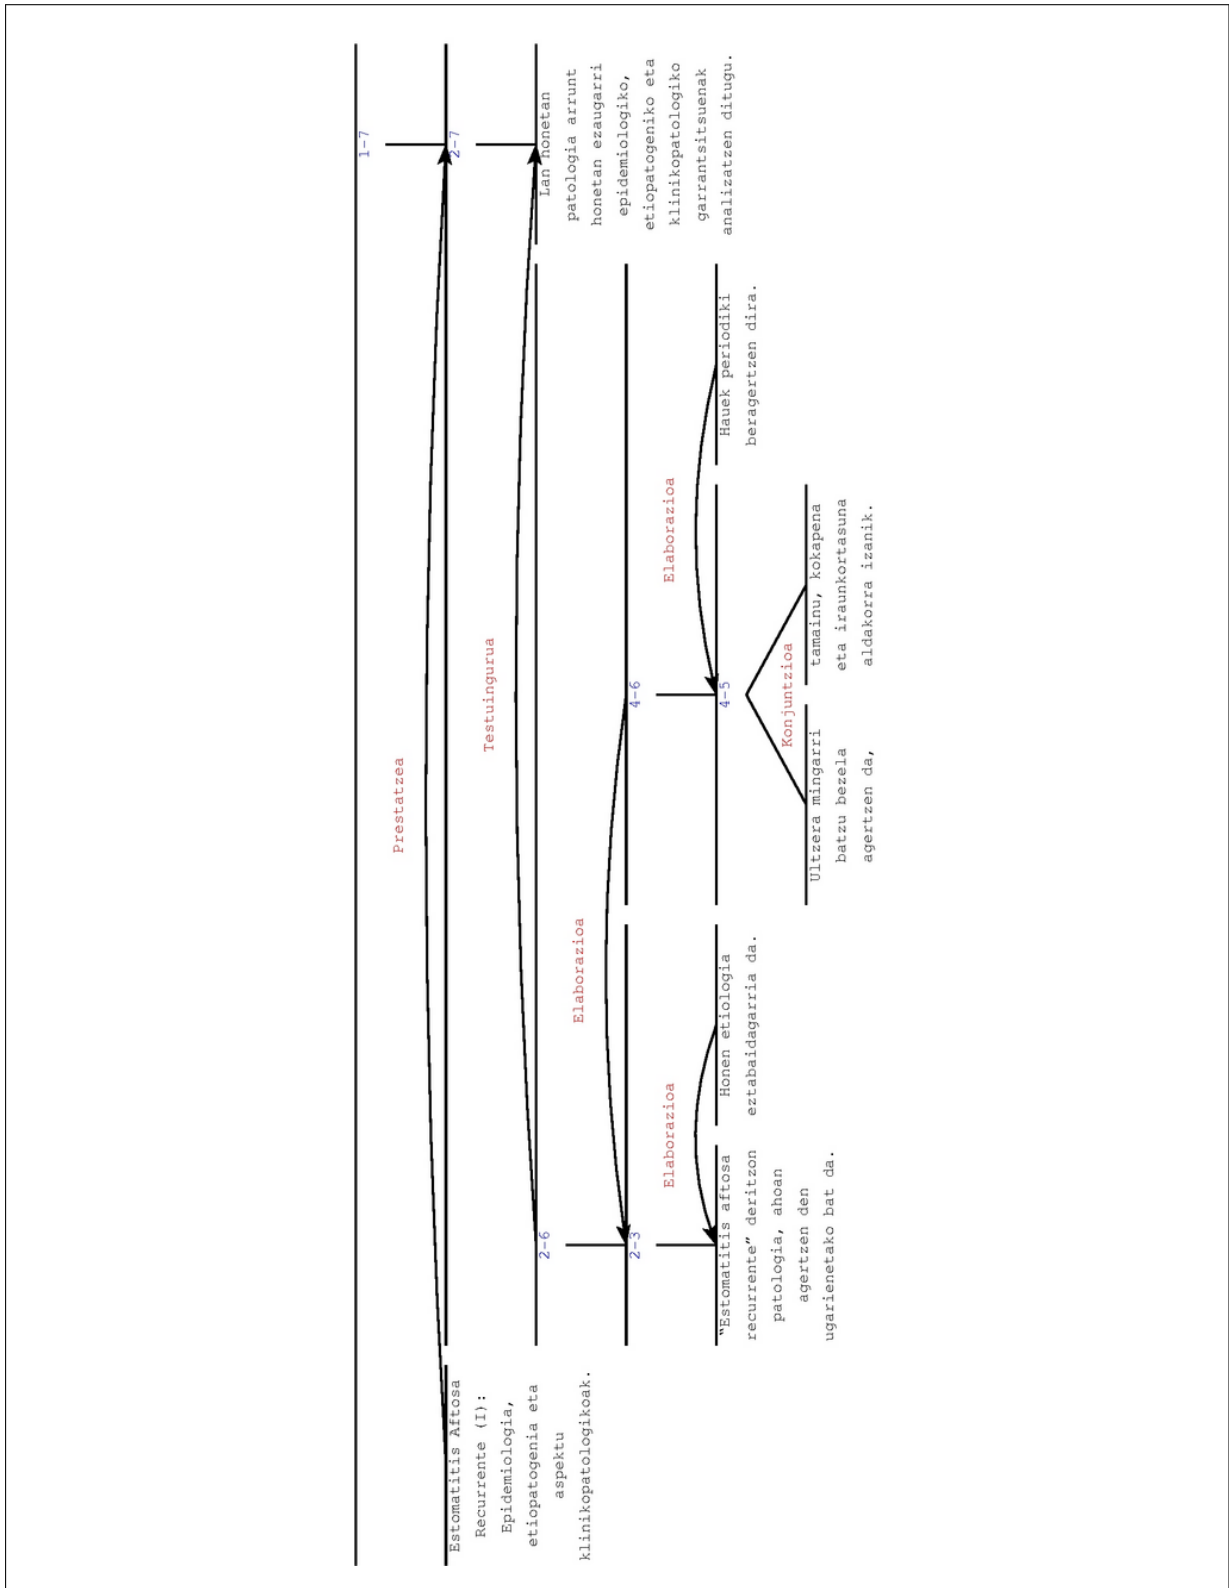 1-7
Prestatzea
Estomatitis Aftosa
Recurrente (I):
Epidemiologia,
etiopatogenia eta
aspektu
klinikopatologikoak.
2-7
Testuingurua
2-6
Elaborazioa
2-3
Elaborazioa
"Estomatitis aftosa
recurrente” deritzon
patologia, ahoan
agertzen den
ugarienetako bat da.
Honen etiologia
eztabaidagarria da.
4-6
Elaborazioa
4-5
Konjuntzioa
Ultzera mingarri
batzu bezela
agertzen da,
tamainu, kokapena
eta iraunkortasuna
aldakorra izanik.
Hauek periodiki
beragertzen dira.
Lan honetan
patologia arrunt
honetan ezaugarri
epidemiologiko,
etiopatogeniko eta
klinikopatologiko
garrantsitsuenak
analizatzen ditugu.